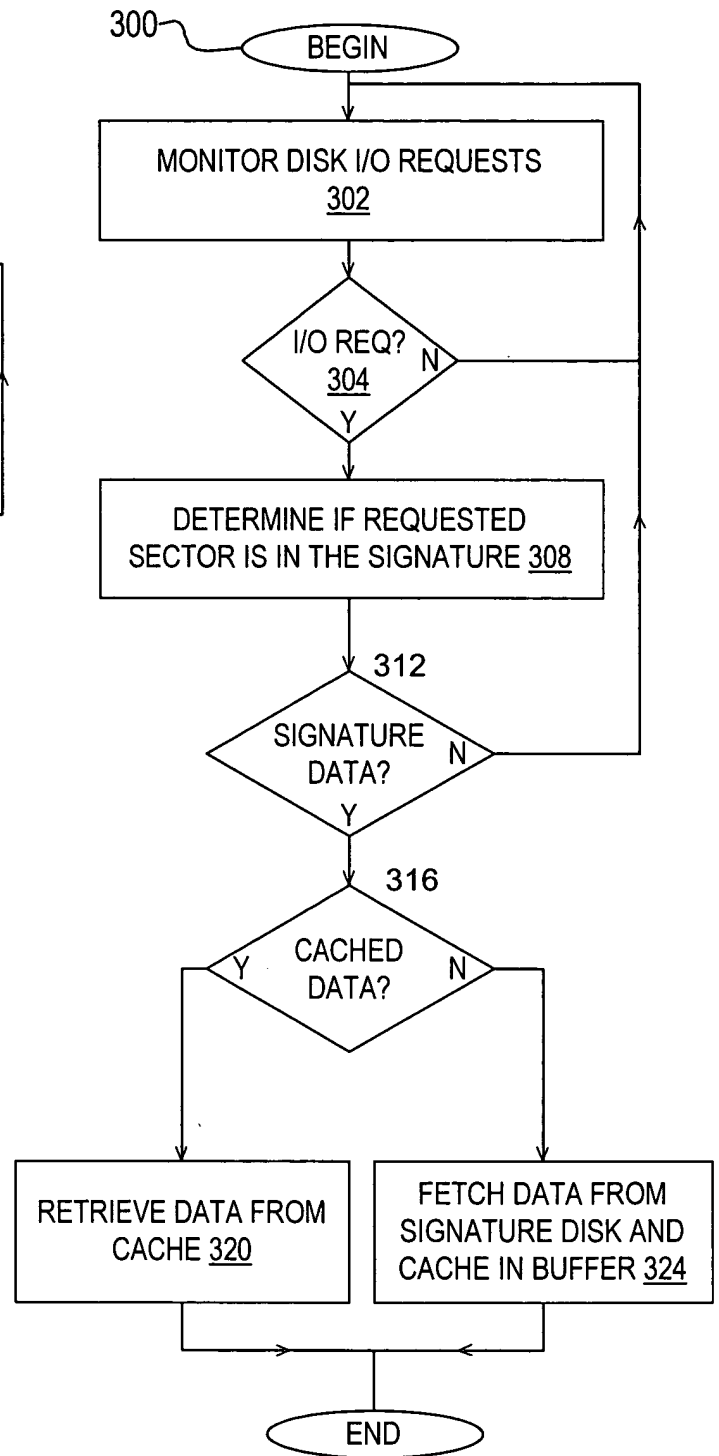 300
BEGIN
MONITOR DISK I/O REQUESTS
302
I/O REQ?
304
N
Y
DETERMINE IF REQUESTED
SECTOR IS IN THE SIGNATURE 308
312
SIGNATURE
DATA?
N
Y
316
CACHED
DATA?
Y
N
RETRIEVE DATA FROM
CACHE 320
FETCH DATA FROM
SIGNATURE DISK AND
CACHE IN BUFFER 324
END